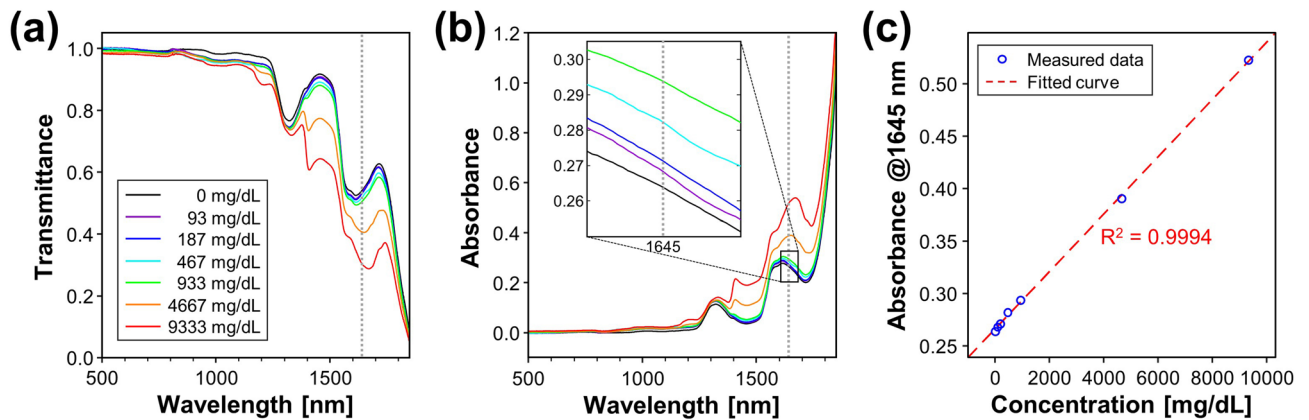 (a)
1.0
0.8
0.6
0.4
0.2
0.0
Transmittance
0 mg/dL
93 mg/dL
187 mg/dL
467 mg/dL
933 mg/dL
4667 mg/dL
9333 mg/dL
500
1000
1500
Wavelength [nm]
(b)
1.2
1.0
0.8
0.6
0.4
0.2
0.0
Absorbance
0.30
0.29
0.28
0.27
0.26
1645
500
1000
1500
Wavelength [nm]
(c)
0.50
0.45
0.40
0.35
0.30
0.25
Absorbance @1645 nm
Measured data
Fitted curve
R² = 0.9994
0
2000
4000
6000
8000
10000
Concentration [mg/dL]